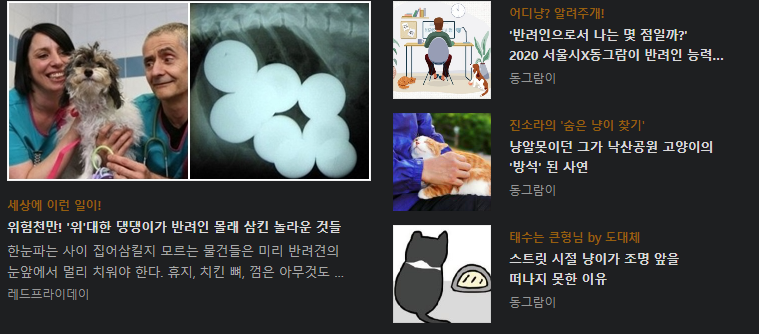 세상에 이런 일이!
위험천만! '위'대한 댕댕이가 반려인 몰래 삼킨 놀라운 것들
한눈파는 사이 집어삼킬지 모르는 물건들은 미리 반려견의
눈앞에서 멀리 치워야 한다. 휴지, 치킨 뼈, 껌은 아무것도 ...
레드프라이데이
어디냥? 알려주개!
'반려인으로서 나는 몇 점일까?'
2020 서울시X동그람이 반려인 능력...
동그람이
진소라의 '숨은 냥이 찾기'
냥알못이던 그가 낙산공원 고양이의
'방석' 된 사연
동그람이
태수는 큰형님 by 도대체
스트릿 시절 냥이가 조명 앞을
떠나지 못한 이유
동그람이